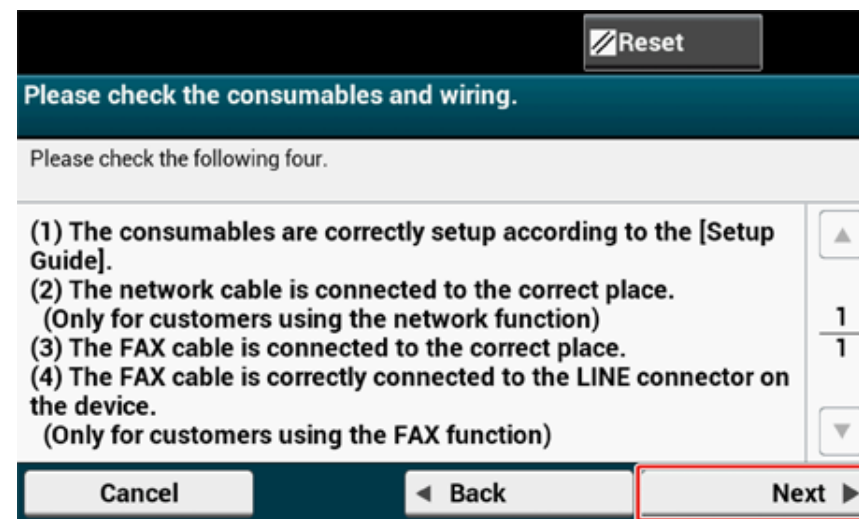 Reset
Please check the consumables and wiring.
Please check the following four.
(1) The consumables are correctly setup according to the [Setup
Guide].
(2) The network cable is connected to the correct place.
(Only for customers using the network function)
(3) The FAX cable is connected to the correct place.
(4) The FAX cable is correctly connected to the LINE connector on
the device.
(Only for customers using the FAX function)
1
1
Cancel
Back
Next